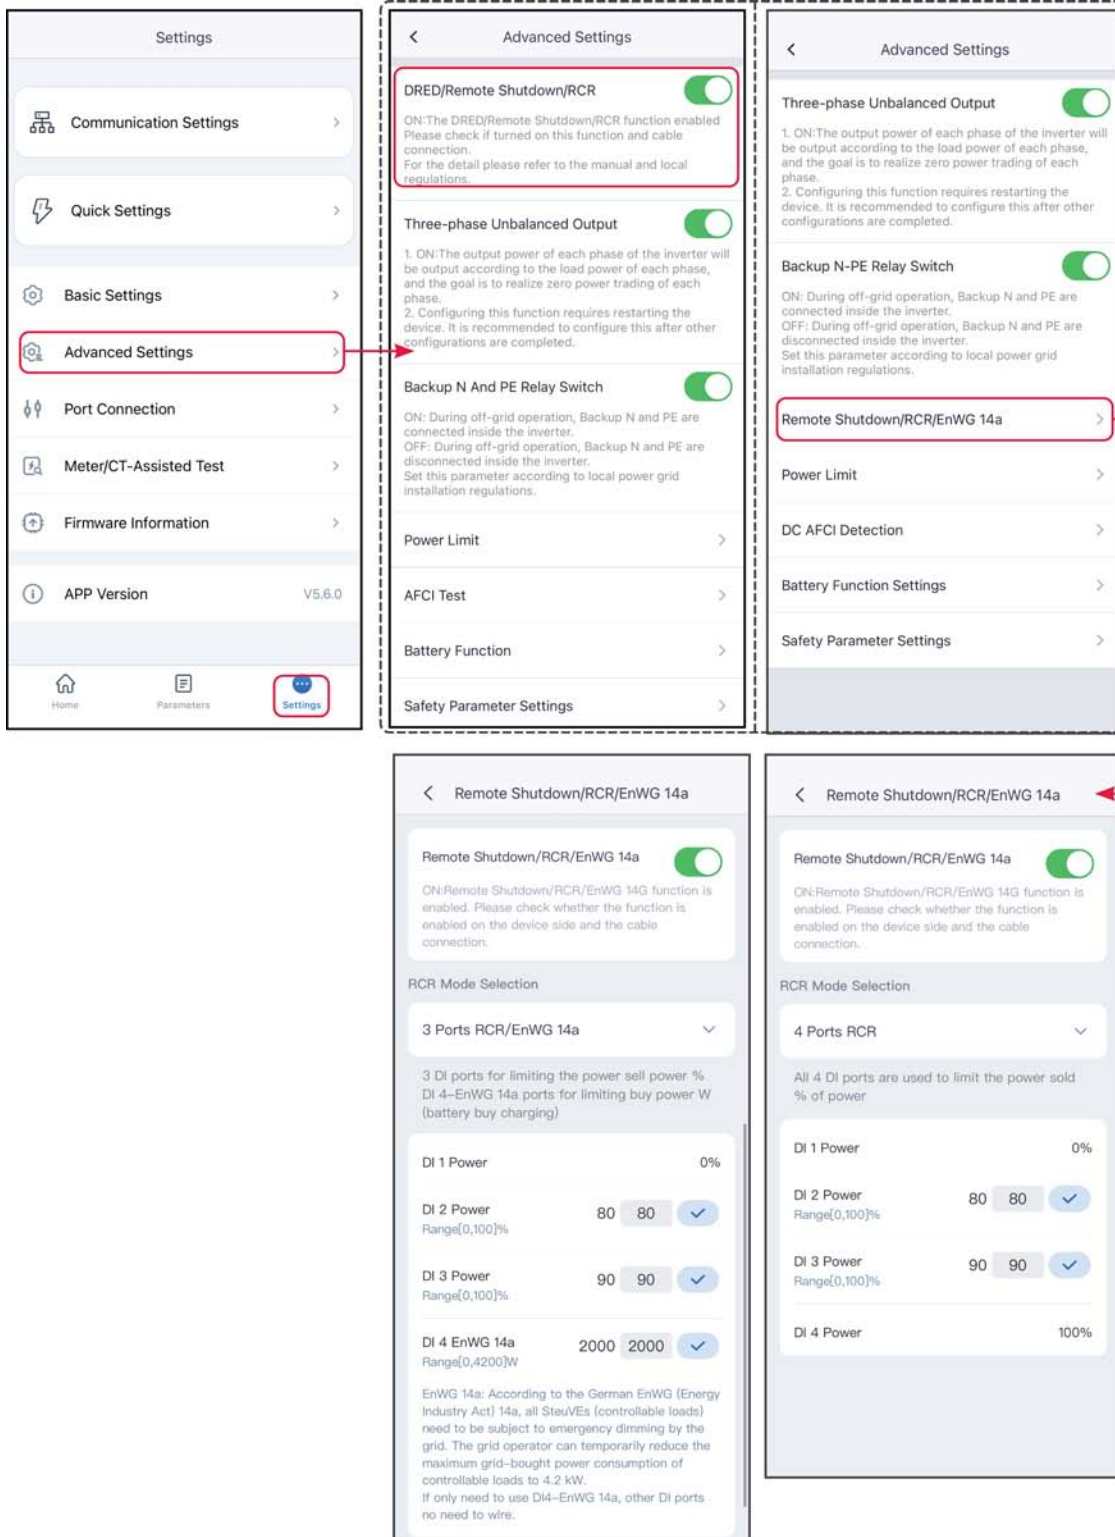 Settings
Communication Settings
Quick Settings
Basic Settings
Advanced Settings
Port Connection
Meter/CT-Assisted Test
Firmware Information
APP Version V5.6.0
Home Parameters Settings
Advanced Settings
DRED/Remote Shutdown/RCR
ON:The DRED/Remote Shutdown/RCR function enabled
Please check if turned on this function and cable
connection.
For the detail please refer to the manual and local
regulations.
Three-phase Unbalanced Output
1. ON:The output power of each phase of the inverter will
be output according to the load power of each phase,
and the goal is to realize zero power trading of each
phase.
2. Configuring this function requires restarting the
device. It is recommended to configure this after other
configurations are completed.
Backup N And PE Relay Switch
ON: During off-grid operation, Backup N and PE are
connected inside the inverter.
OFF: During off-grid operation, Backup N and PE are
disconnected inside the inverter.
Set this parameter according to local power grid
installation regulations.
Power Limit
AFCI Test
Battery Function
Safety Parameter Settings
Advanced Settings
Three-phase Unbalanced Output
1. ON:The output power of each phase of the inverter will
be output according to the load power of each phase,
and the goal is to realize zero power trading of each
phase.
2. Configuring this function requires restarting the
device. It is recommended to configure this after other
configurations are completed.
Backup N-PE Relay Switch
ON: During off-grid operation, Backup N and PE are
connected inside the inverter.
OFF: During off-grid operation, Backup N and PE are
disconnected inside the inverter.
Set this parameter according to local power grid
installation regulations.
Remote Shutdown/RCR/EnWG 14a
Power Limit
DC AFCI Detection
Battery Function Settings
Safety Parameter Settings
Remote Shutdown/RCR/EnWG 14a
Remote Shutdown/RCR/EnWG 14a
ON:Remote Shutdown/RCR/EnWG 14G function is
enabled. Please check whether the function is
enabled on the device side and the cable
connection.
RCR Mode Selection
3 Ports RCR/EnWG 14a
3 DI ports for limiting the power sell power %
DI 4-EnWG 14a ports for limiting buy power W
(battery buy charging)
DI 1 Power 0%
DI 2 Power 80 80
Range[0,100]%
DI 3 Power 90 90
Range[0,100]%
DI 4 EnWG 14a 2000 2000
Range[0,4200]W
EnWG 14a: According to the German EnWG (Energy
Industry Act) 14a, all SteuVEs (controllable loads)
need to be subject to emergency dimming by the
grid. The grid operator can temporarily reduce the
maximum grid-bought power consumption of
controllable loads to 4.2 kW.
If only need to use DI4-EnWG 14a, other DI ports
no need to wire.
Remote Shutdown/RCR/EnWG 14a
Remote Shutdown/RCR/EnWG 14a
ON:Remote Shutdown/RCR/EnWG 14G function is
enabled. Please check whether the function is
enabled on the device side and the cable
connection.
RCR Mode Selection
4 Ports RCR
All 4 DI ports are used to limit the power sold
% of power
DI 1 Power 0%
DI 2 Power 80 80
Range[0,100]%
DI 3 Power 90 90
Range[0,100]%
DI 4 Power 100%